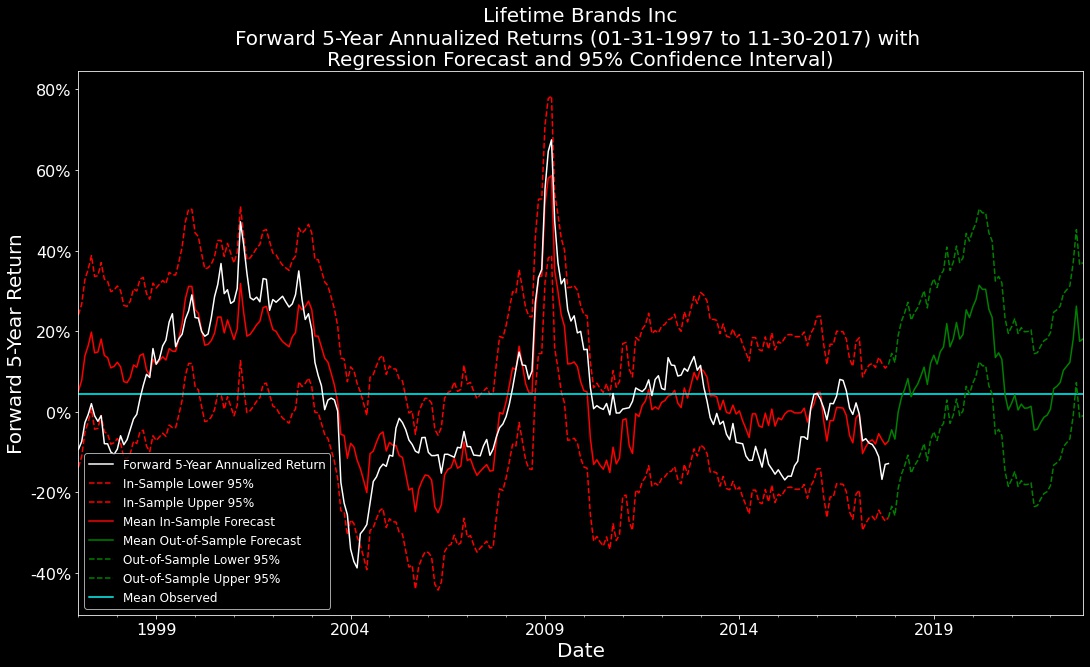 Lifetime Brands Inc
Forward 5-Year Annualized Returns (01-31-1997 to 11-30-2017) with
Regression Forecast and 95% Confidence Interval)
Forward 5-Year Return
80%
60%
40%
20%
0%
-20%
-40%
Forward 5-Year Annualized Return
In-Sample Lower 95%
In-Sample Upper 95%
Mean In-Sample Forecast
Mean Out-of-Sample Forecast
Out-of-Sample Lower 95%
Out-of-Sample Upper 95%
Mean Observed
1999 2004 2009 2014 2019
Date